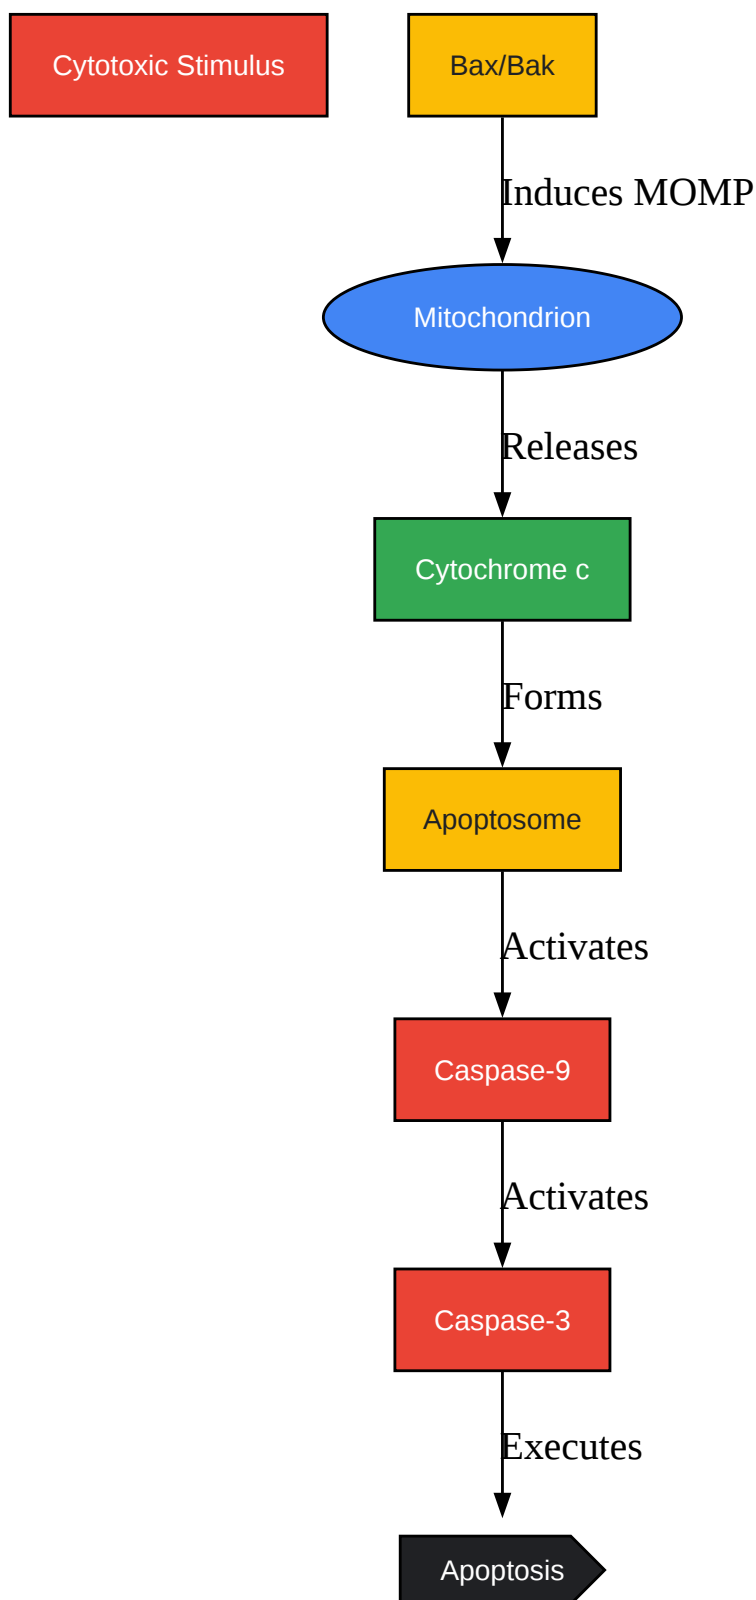 Cytotoxic Stimulus
Bax/Bak
Induces MOMP
Mitochondrion
Releases
Cytochrome c
Forms
Apoptosome
Activates
Caspase-9
Activates
Caspase-3
Executes
Apoptosis